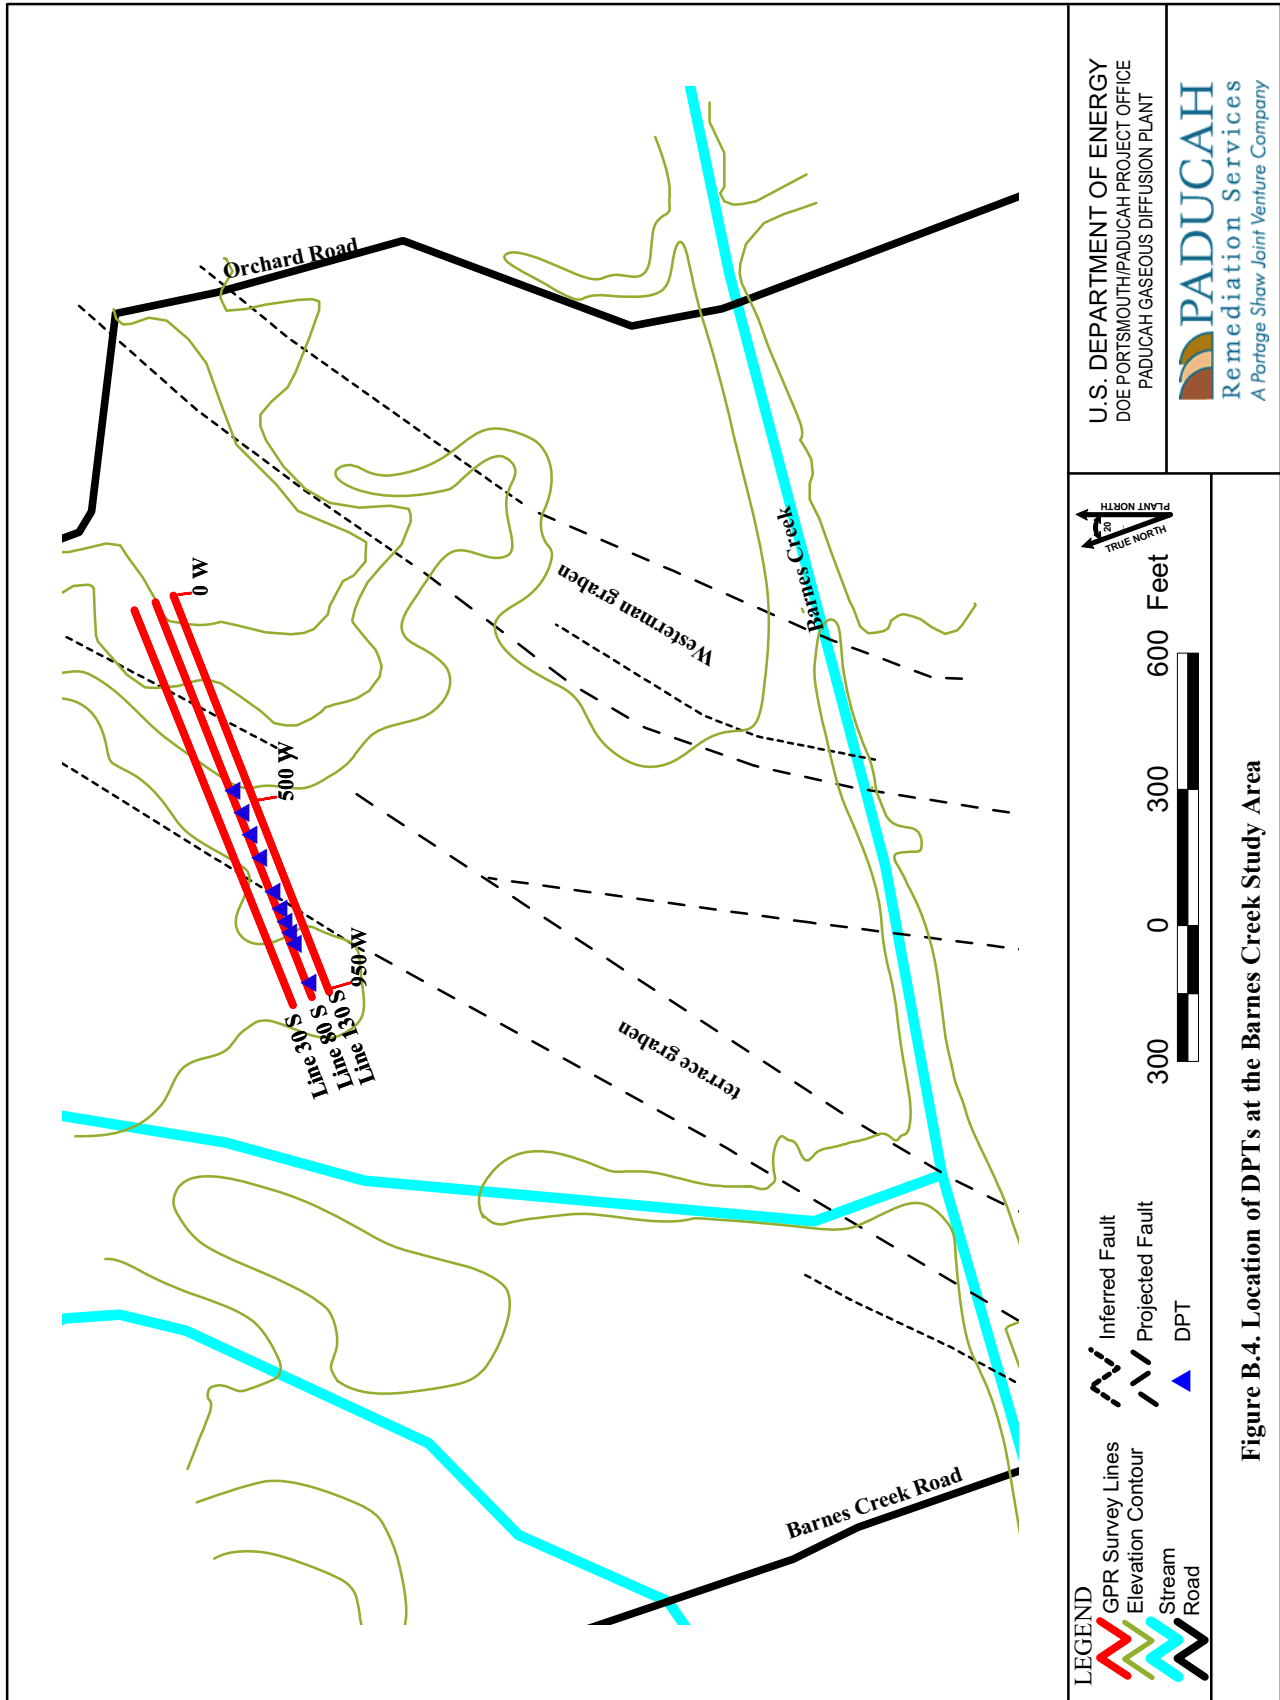 Orchard Road
0 W
500 W
950 W
Line 30 S
Line 80 S
Line 130 S
Westerman graben
Barnes Creek
terrace graben
Barnes Creek Road
LEGEND
GPR Survey Lines
Elevation Contour
Stream
Road
Inferred Fault
Projected Fault
DPT
300 0 300 600 Feet
TRUE NORTH
20
PLANT NORTH
U.S. DEPARTMENT OF ENERGY
DOE PORTSMOUTH/PADUCAH PROJECT OFFICE
PADUCAH GASEOUS DIFFUSION PLANT
PADUCAH
Remediation Services
A Portage Shaw Joint Venture Company
Figure B.4. Location of DPTs at the Barnes Creek Study Area